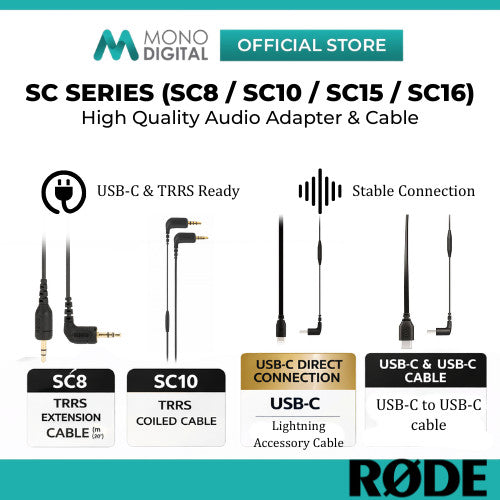 MONO
DIGITAL
OFFICIAL STORE
SC SERIES (SC8 / SC10 / SC15 / SC16)
High Quality Audio Adapter & Cable
USB-C & TRRS Ready
Stable Connection
SC8
TRRS
EXTENSION
CABLE
SC10
TRRS
COILED CABLE
USB-C DIRECT
CONNECTION
USB-C
Lightning
Accessory Cable
USB-C & USB-C
CABLE
USB-C to USB-C
cable
RØDE